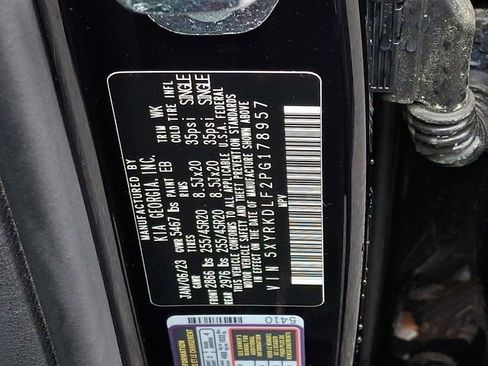 MANUFACTURED BY
KIA GEORGIA, INC.
JAN/06/23 GVWR 5467 lbs PAINT EB TRIM WK
GAWR TIRES RIMS COLD TIRE INFL
FRONT 2866 lbs 255/45R20 8.5Jx20 35psi SINGLE
REAR 2976 lbs 255/45R20 8.5Jx20 35psi SINGLE
THIS VEHICLE CONFORMS TO ALL APPLICABLE U.S. FEDERAL
MOTOR VEHICLE SAFETY AND THEFT PREVENTION STANDARDS
IN EFFECT ON THE DATE OF MANUFACTURE SHOWN ABOVE.
VIN 5XYRKDLF2PG178957
MPV
5410